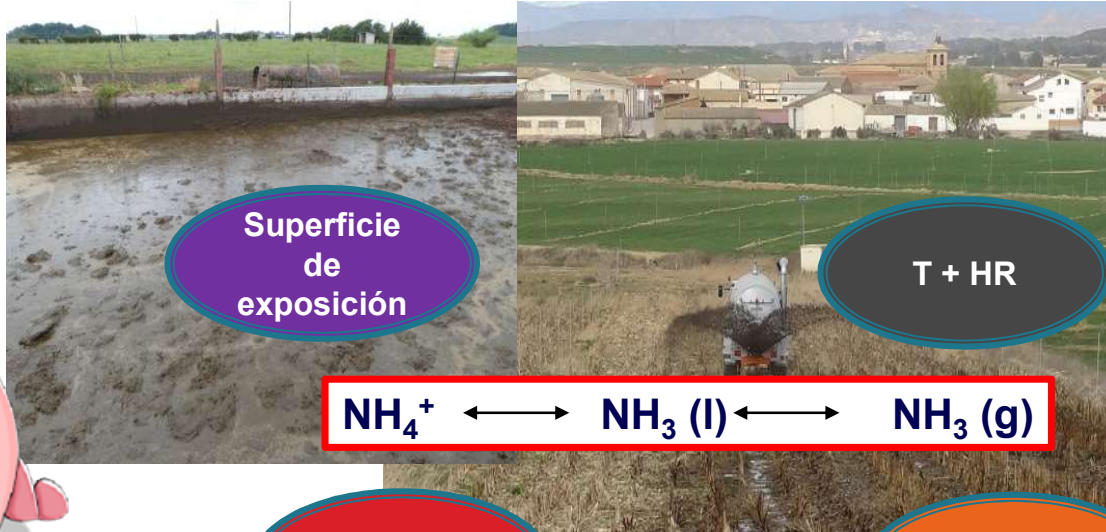 Superficie
de
exposición
T + HR
NH₄⁺ ⟷ NH₃ (l) ⟷ NH₃ (g)